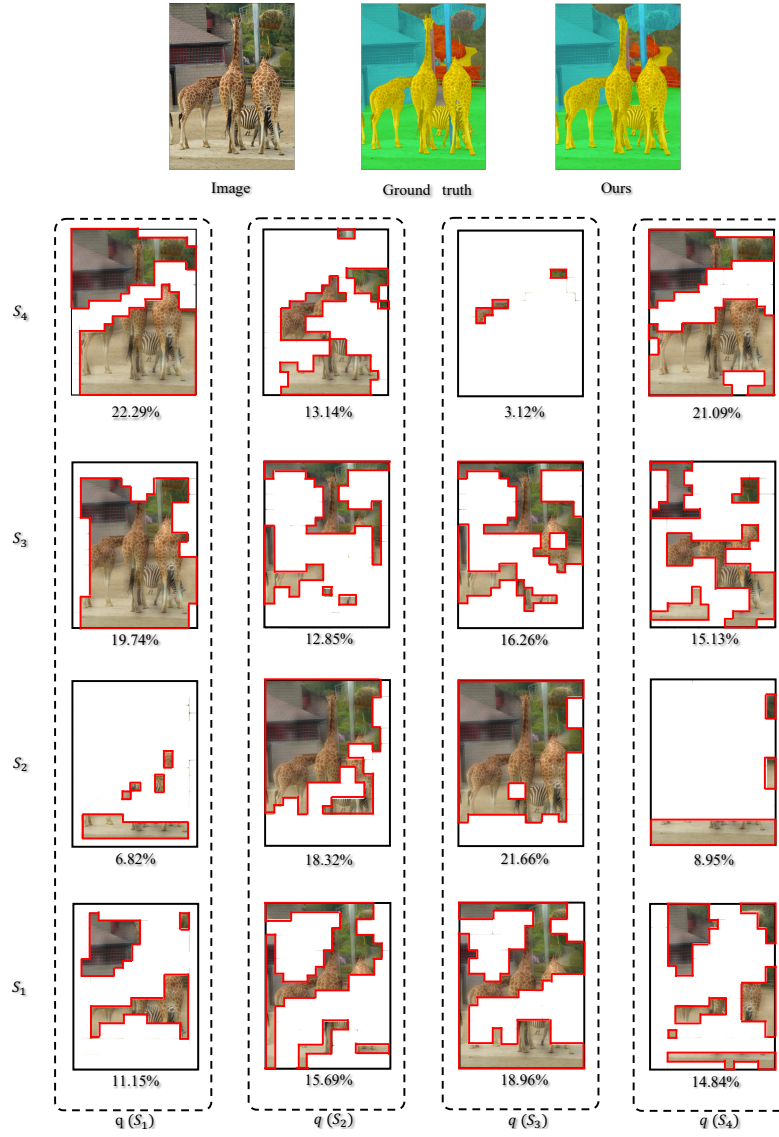 Image
Ground truth
Ours
S₄
22.29%
13.14%
3.12%
21.09%
S₃
19.74%
12.85%
16.26%
15.13%
S₂
6.82%
18.32%
21.66%
8.95%
S₁
11.15%
15.69%
18.96%
14.84%
q (S₁)
q (S₂)
q (S₃)
q (S₄)